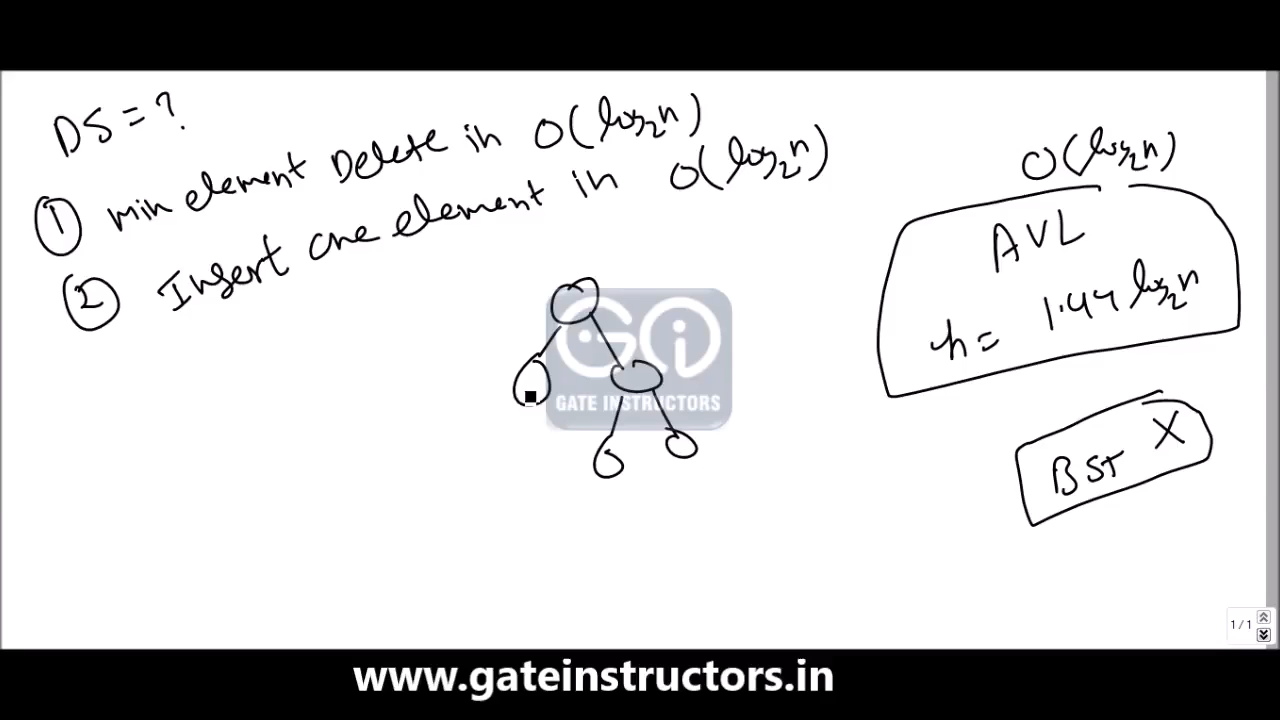 DS = ?
① min element Delete in O(log₂n)
② Insert one element in O(log₂n)
O(log₂n)
AVL
h = 1.44 log₂n
BST X
Gi
GATE INSTRUCTORS
1 / 1
www.gateinstructors.in